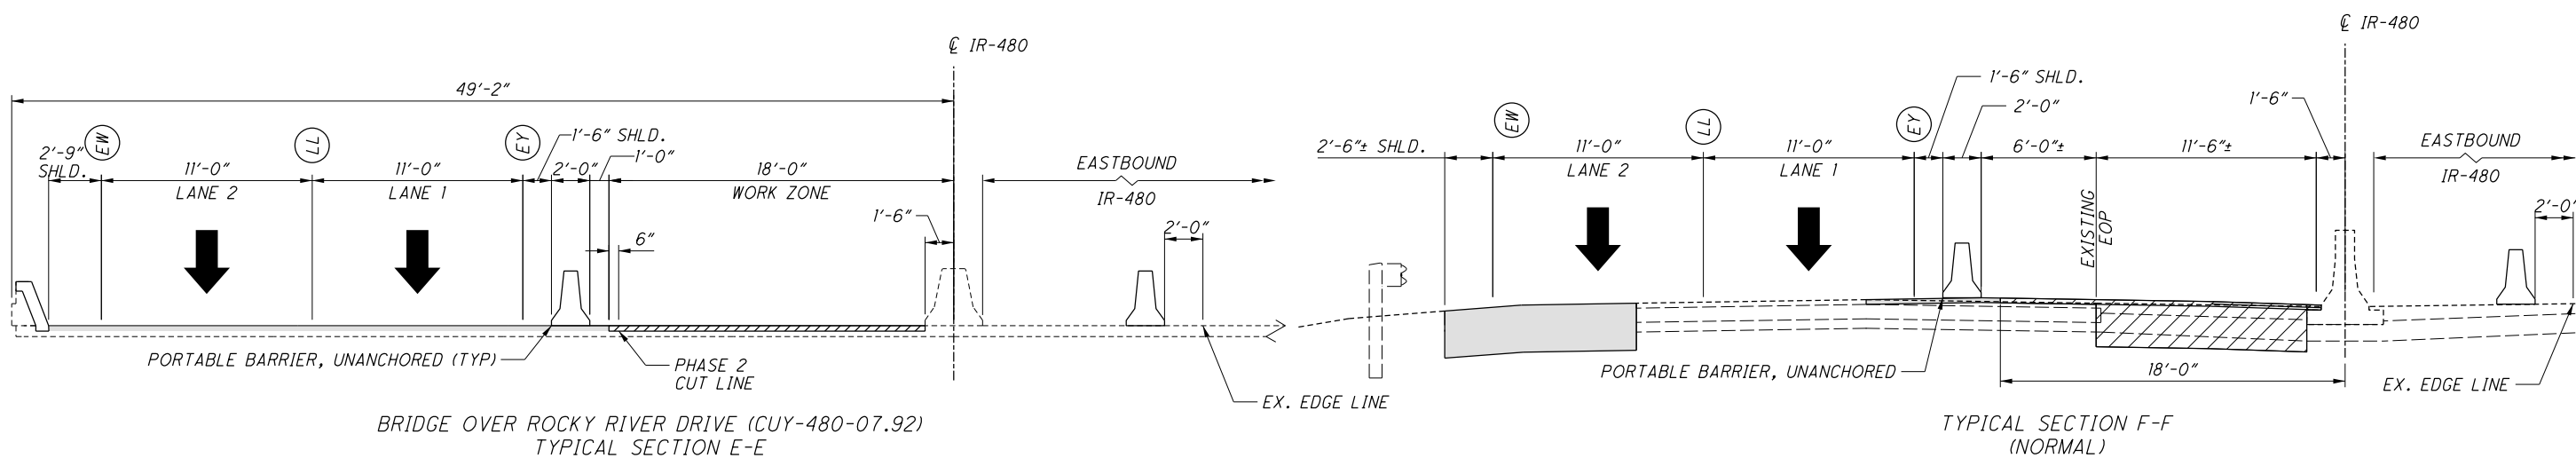 ℄ IR-480
49'-2"
EW
LL
EY
2'-9"
SHLD.
11'-0"
LANE 2
11'-0"
LANE 1
1'-6" SHLD.
2'-0"
1'-0"
18'-0"
WORK ZONE
EASTBOUND
IR-480
1'-6"
2'-0"
6"
PORTABLE BARRIER, UNANCHORED (TYP)
PHASE 2
CUT LINE
EX. EDGE LINE
BRIDGE OVER ROCKY RIVER DRIVE (CUY-480-07.92)
TYPICAL SECTION E-E
℄ IR-480
1'-6" SHLD.
2'-0"
1'-6"
EW
LL
EY
2'-6"± SHLD.
11'-0"
LANE 2
11'-0"
LANE 1
6'-0"±
11'-6"±
EASTBOUND
IR-480
EXISTING
EOP
2'-0"
PORTABLE BARRIER, UNANCHORED
18'-0"
EX. EDGE LINE
TYPICAL SECTION F-F
(NORMAL)